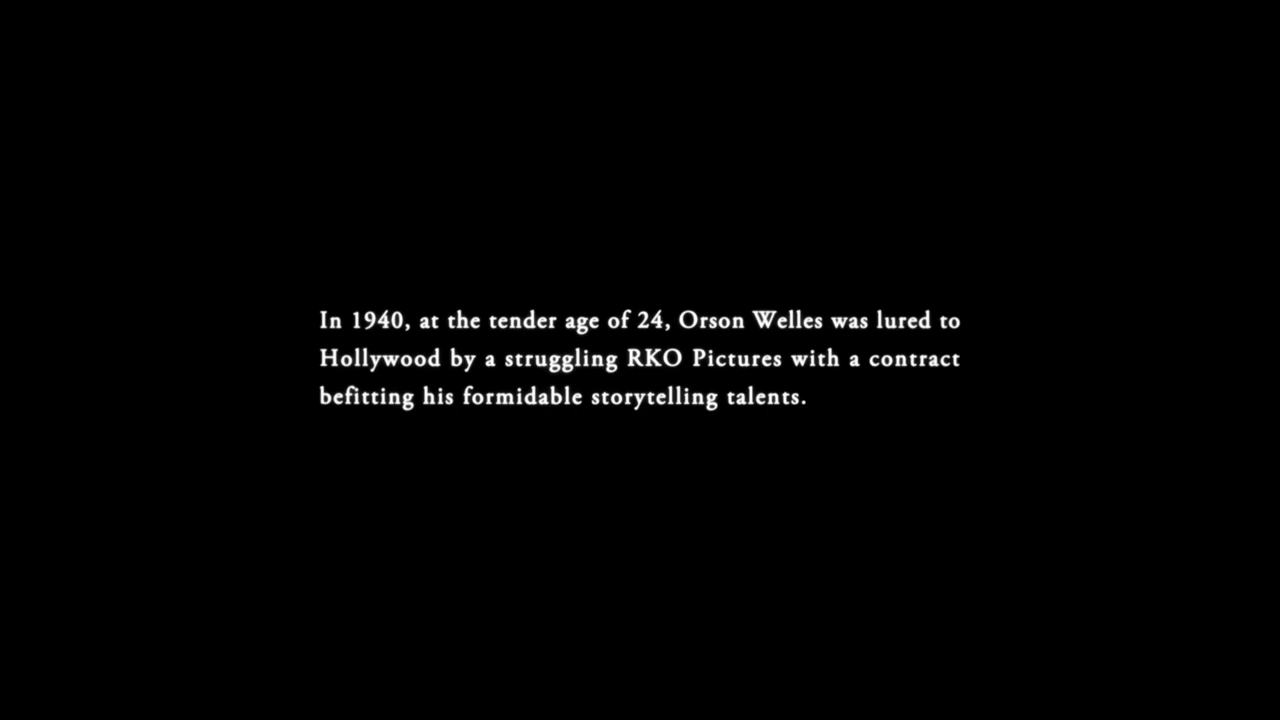 In 1940, at the tender age of 24, Orson Welles was lured to
Hollywood by a struggling RKO Pictures with a contract
befitting his formidable storytelling talents.